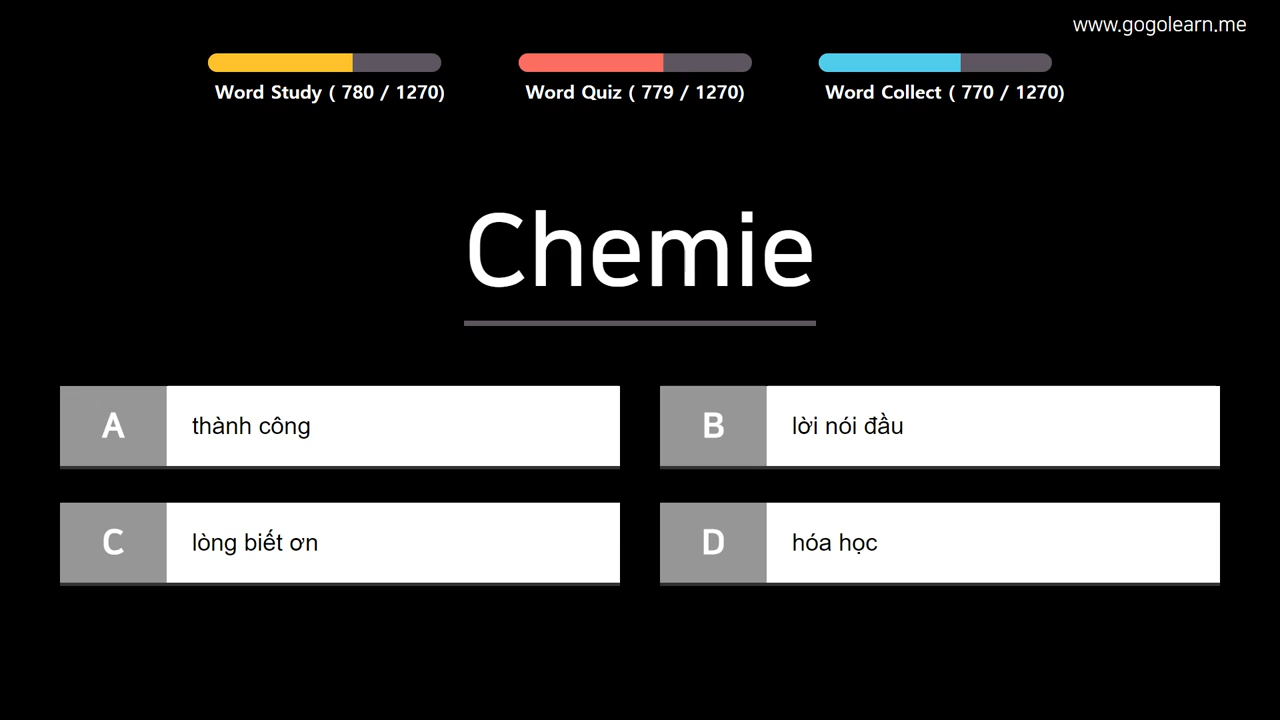 www.gogolearn.me
Word Study ( 780 / 1270)
Word Quiz ( 779 / 1270)
Word Collect ( 770 / 1270)
Chemie
A
thành công
B
lời nói đầu
C
lòng biết ơn
D
hóa học